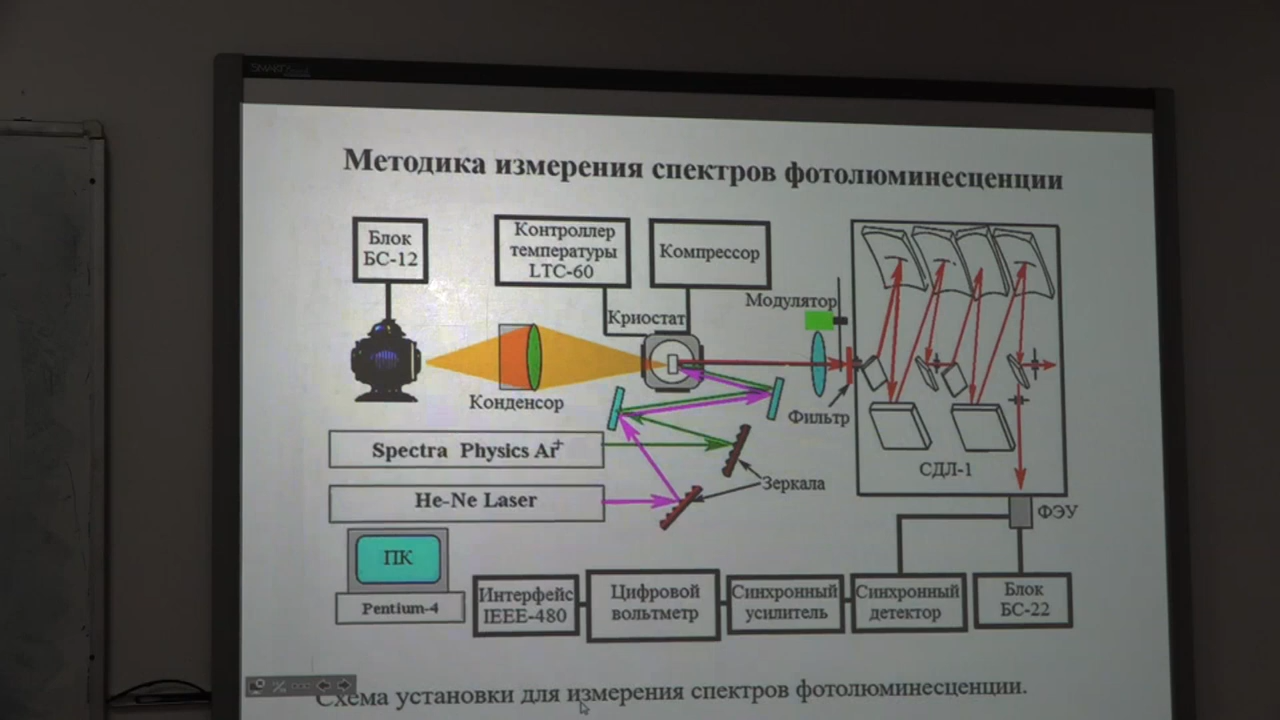 SMART
Методика измерения спектров фотолюминесценции
Блок
БС-12
Контроллер
температуры
LTC-60
Компрессор
Модулятор
Криостат
Конденсор
Фильтр
Spectra Physics Ar+
СДЛ-1
He-Ne Laser
Зеркала
ФЭУ
ПК
Pentium-4
Интерфейс
IEEE-480
Цифровой
вольтметр
Синхронный
усилитель
Синхронный
детектор
Блок
БС-22
Схема установки для измерения спектров фотолюминесценции.